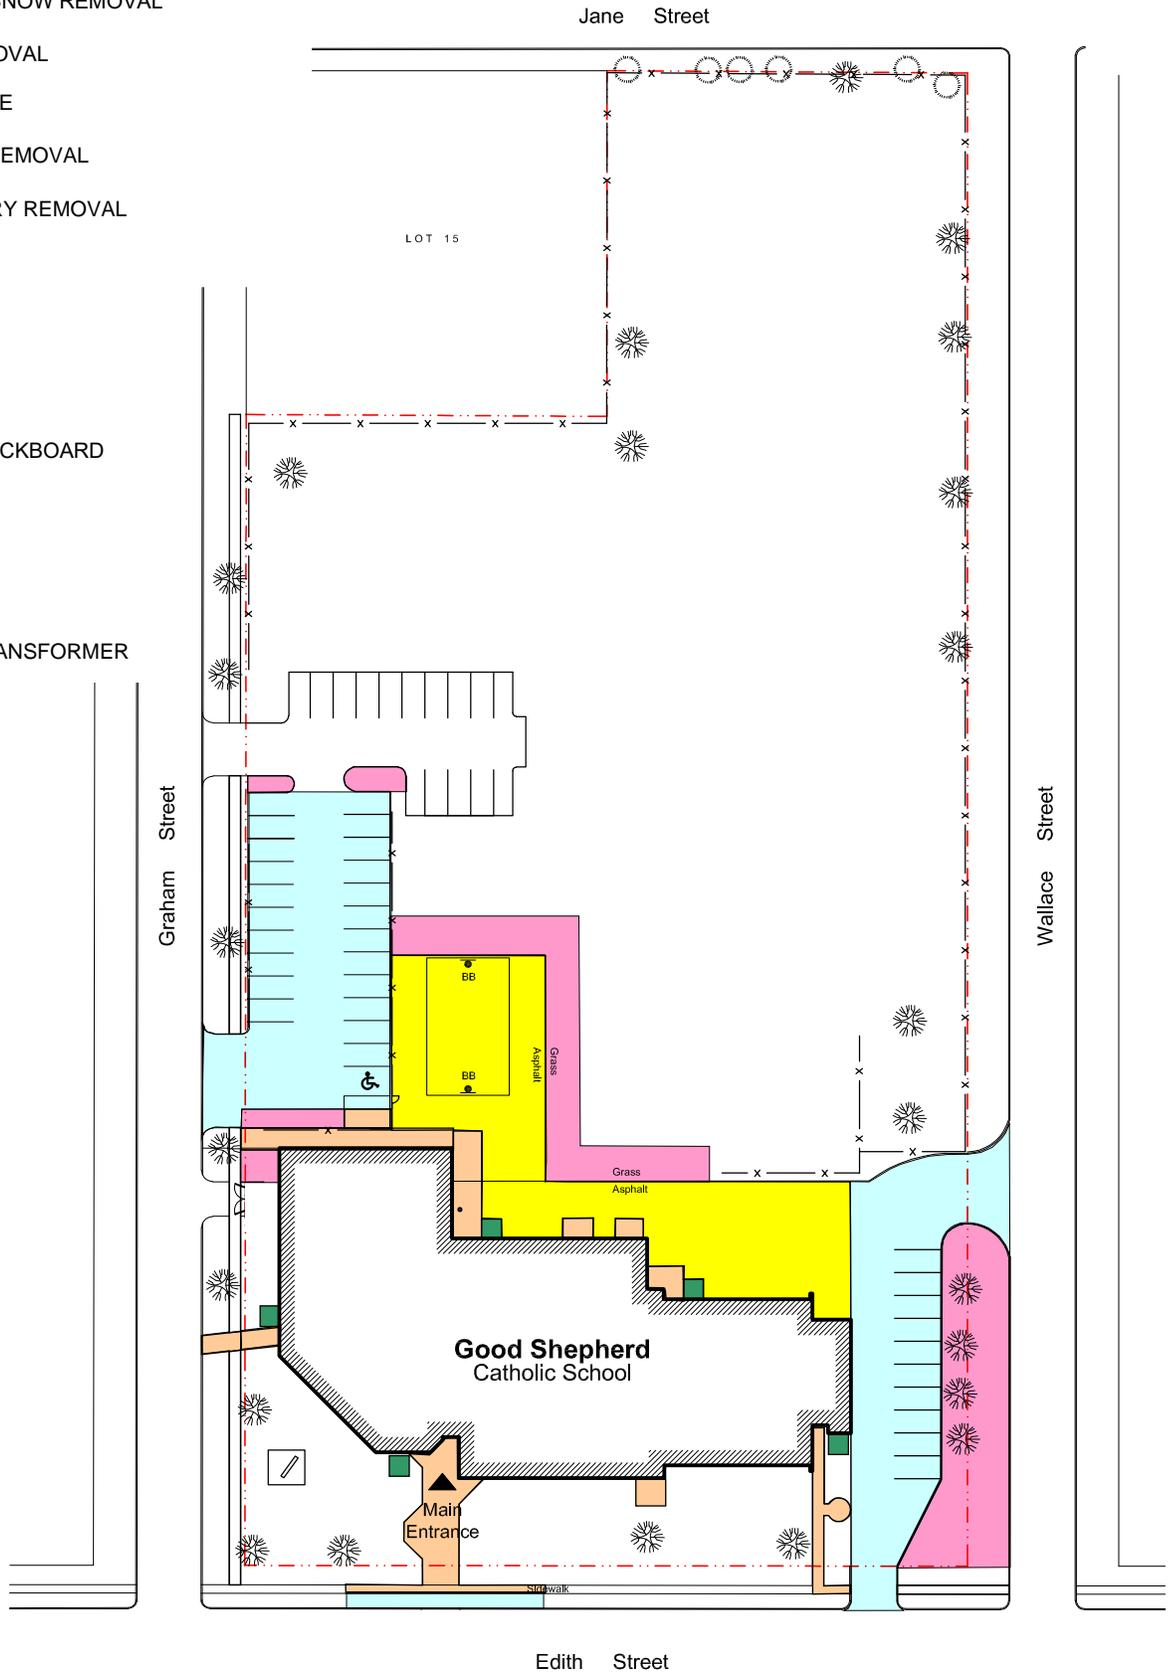 NOW REMOVAL
Jane Street
OVAL
E
EMOVAL
RY REMOVAL
LOT 15
CKBOARD
ANSFORMER
Graham Street
Wallace Street
BB
BB
Asphalt
Grass
Grass
Asphalt
Good Shepherd
Catholic School
Main
Entrance
Sidewalk
Edith Street